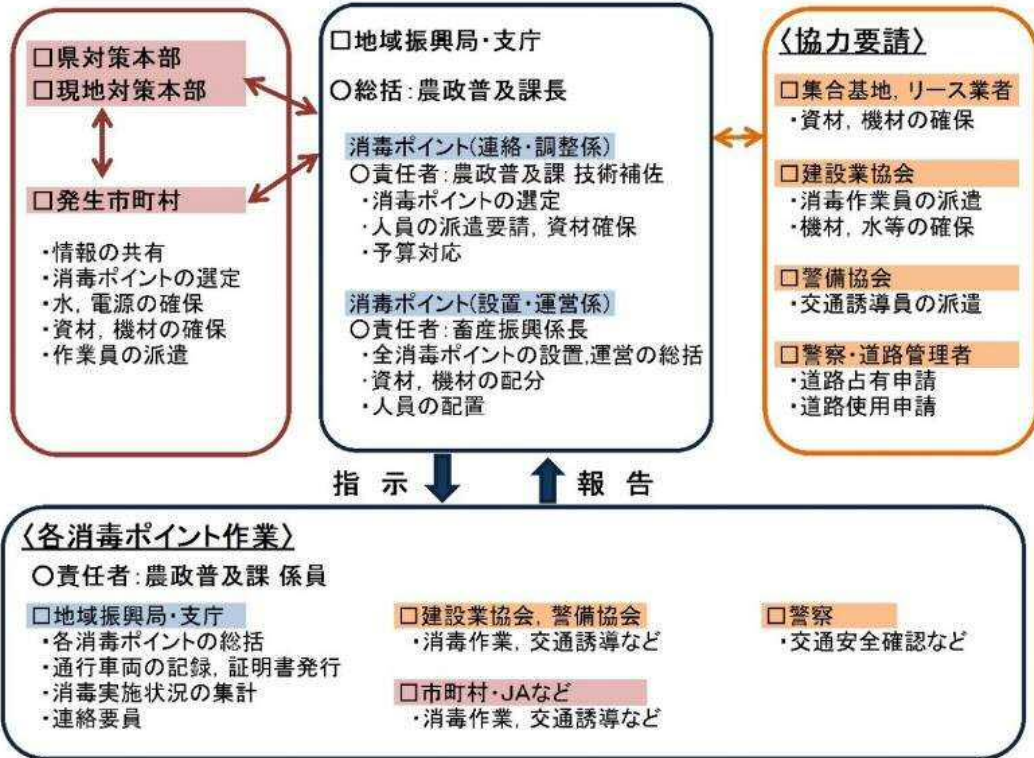 □県対策本部
□現地対策本部
□発生市町村
・情報の共有
・消毒ポイントの選定
・水, 電源の確保
・資材, 機材の確保
・作業員の派遣
□地域振興局・支庁
○総括:農政普及課長
消毒ポイント(連絡・調整係)
○責任者:農政普及課 技術補佐
・消毒ポイントの選定
・人員の派遣要請, 資材確保
・予算対応
消毒ポイント(設置・運営係)
○責任者:畜産振興係長
・全消毒ポイントの設置,運営の総括
・資材, 機材の配分
・人員の配置
〈協力要請〉
□集合基地, リース業者
・資材, 機材の確保
□建設業協会
・消毒作業員の派遣
・機材, 水等の確保
□警備協会
・交通誘導員の派遣
□警察・道路管理者
・道路占有申請
・道路使用申請
指 示
報 告
〈各消毒ポイント作業〉
○責任者:農政普及課 係員
□地域振興局・支庁
・各消毒ポイントの総括
・通行車両の記録, 証明書発行
・消毒実施状況の集計
・連絡要員
□建設業協会, 警備協会
・消毒作業, 交通誘導など
□市町村・JAなど
・消毒作業, 交通誘導など
□警察
・交通安全確認など